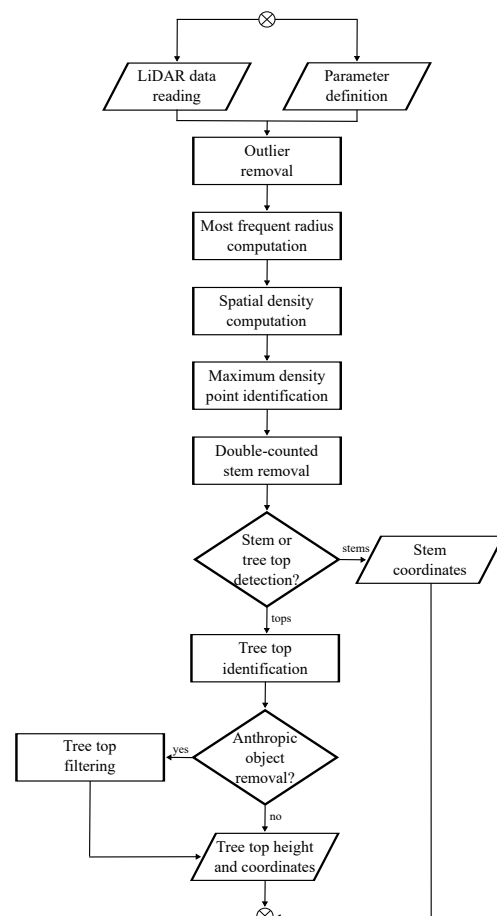 LiDAR data
reading
Parameter
definition
Outlier
removal
Most frequent radius
computation
Spatial density
computation
Maximum density
point identification
Double-counted
stem removal
Stem or
tree top
detection?
stems
Stem
coordinates
tops
Tree top
identification
Anthropic
object
removal?
yes
Tree top
filtering
no
Tree top height
and coordinates